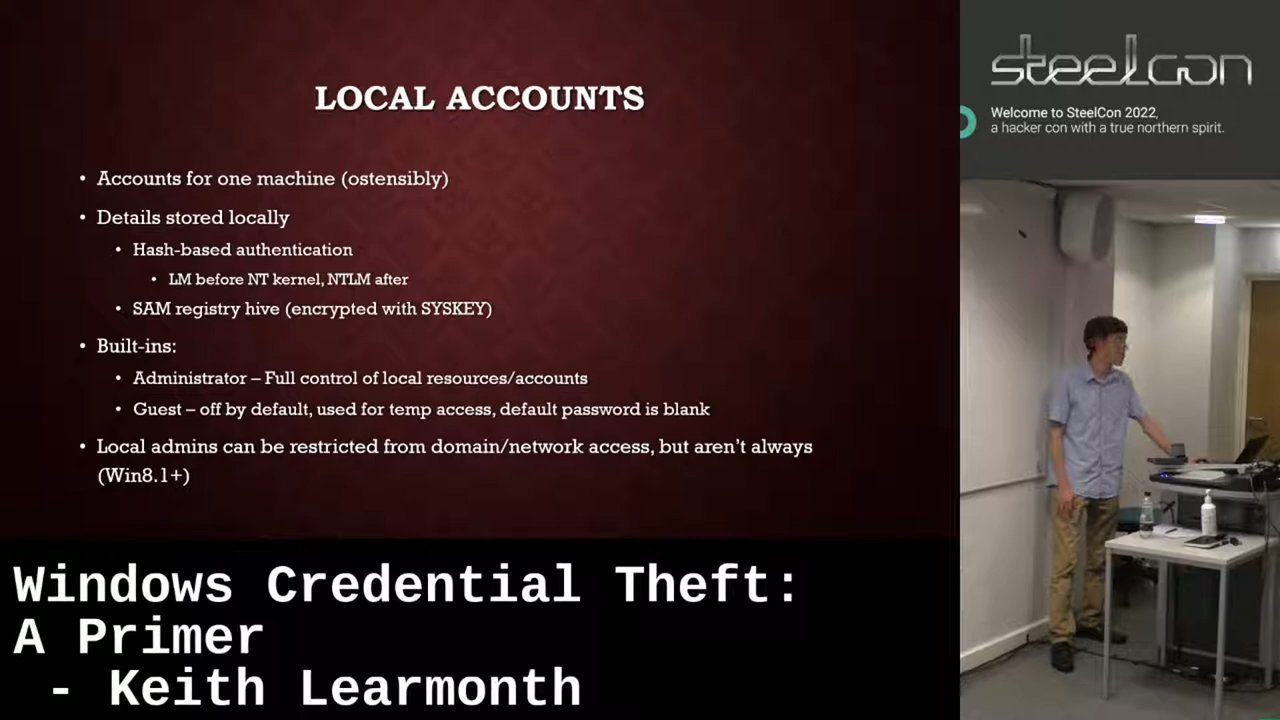 LOCAL ACCOUNTS
• Accounts for one machine (ostensibly)
• Details stored locally
• Hash-based authentication
• LM before NT kernel, NTLM after
• SAM registry hive (encrypted with SYSKEY)
• Built-ins:
• Administrator – Full control of local resources/accounts
• Guest – off by default, used for temp access, default password is blank
• Local admins can be restricted from domain/network access, but aren't always
(Win8.1+)
Windows Credential Theft:
A Primer
- Keith Learmonth
steelcon
Welcome to SteelCon 2022,
a hacker con with a true northern spirit.